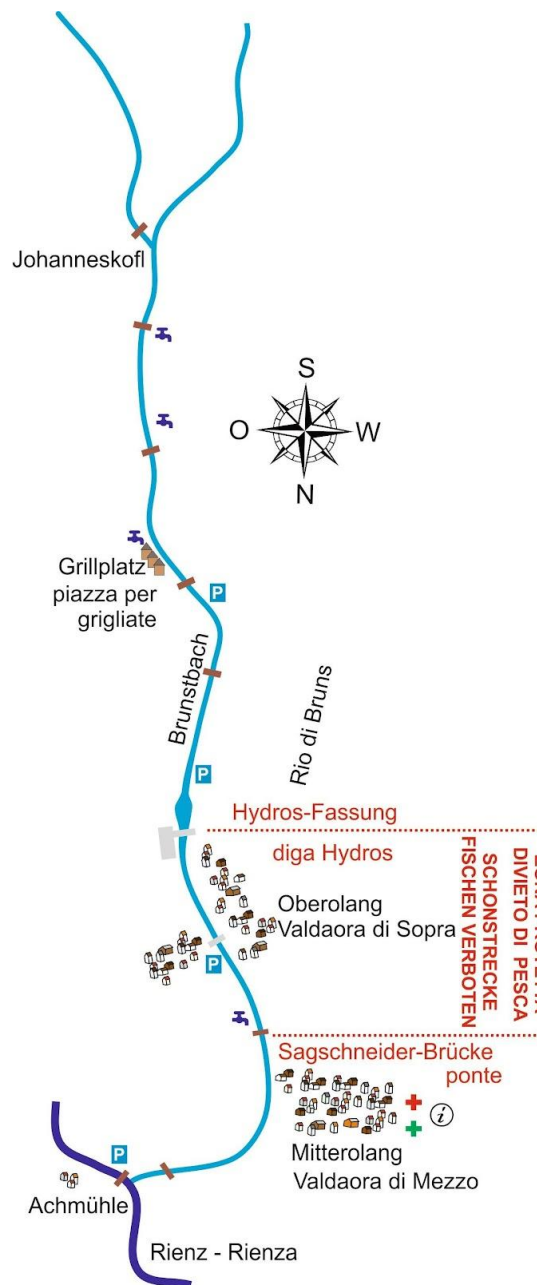 Johanneskofl
S
O
W
N
Grillplatz
piazza per
grigliate
P
Brunstbach
Rio di Bruns
P
Hydros-Fassung
diga Hydros
DIVIETO DI PESCA
SCHONSTRECKE
FISCHEN VERBOTEN
Oberolang
Valdaora di Sopra
P
Sagschneider-Brücke
ponte
i
Mitterolang
Valdaora di Mezzo
P
Achmühle
Rienz - Rienza